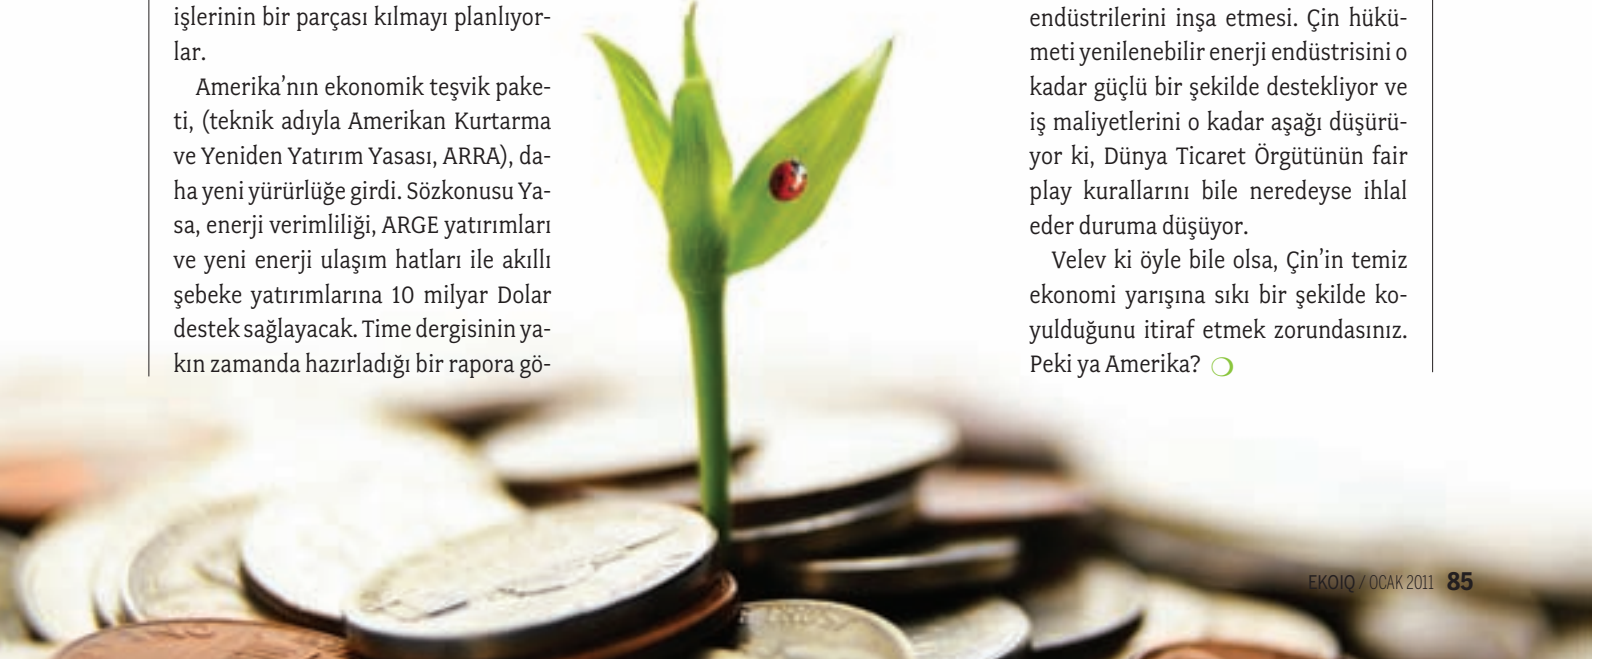 işlerinin bir parçası kılmayı planlıyor-
lar.
Amerika’nın ekonomik teşvik pake-
ti, (teknik adıyla Amerikan Kurtarma
ve Yeniden Yatırım Yasası, ARRA), da-
ha yeni yürürlüğe girdi. Sözkonusu Ya-
sa, enerji verimliliği, ARGE yatırımları
ve yeni enerji ulaşım hatları ile akıllı
şebeke yatırımlarına 10 milyar Dolar
destek sağlayacak. Time dergisinin ya-
kın zamanda hazırladığı bir rapora gö-
endüstrilerini inşa etmesi. Çin hükü-
meti yenilenebilir enerji endüstrisini o
kadar güçlü bir şekilde destekliyor ve
iş maliyetlerini o kadar aşağı düşürü-
yor ki, Dünya Ticaret Örgütünün fair
play kurallarını bile neredeyse ihlal
eder duruma düşüyor.
Velev ki öyle bile olsa, Çin’in temiz
ekonomi yarışına sıkı bir şekilde ko-
yulduğunu itiraf etmek zorundasınız.
Peki ya Amerika?
EKOIQ / OCAK 2011 85